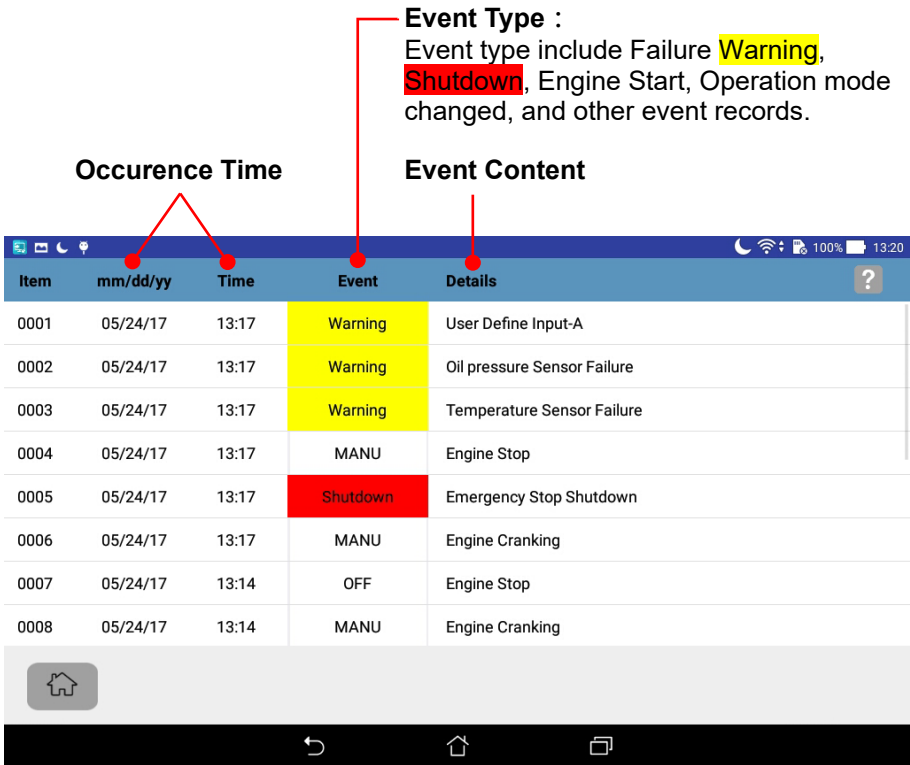 Event Type：
Event type include Failure Warning,
Shutdown, Engine Start, Operation mode
changed, and other event records.
Occurence Time
Event Content
100% 13:20
Item mm/dd/yy Time Event Details ?
0001 05/24/17 13:17 Warning User Define Input-A
0002 05/24/17 13:17 Warning Oil pressure Sensor Failure
0003 05/24/17 13:17 Warning Temperature Sensor Failure
0004 05/24/17 13:17 MANU Engine Stop
0005 05/24/17 13:17 Shutdown Emergency Stop Shutdown
0006 05/24/17 13:17 MANU Engine Cranking
0007 05/24/17 13:14 OFF Engine Stop
0008 05/24/17 13:14 MANU Engine Cranking